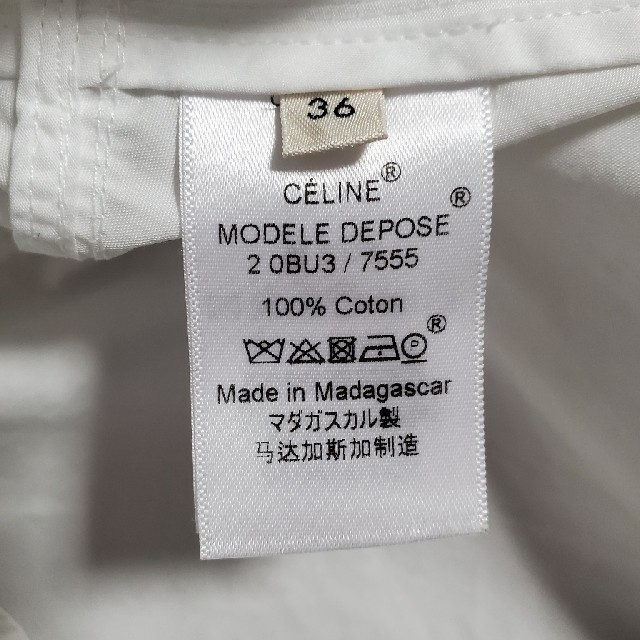 36
CÉLINE®
MODELE DEPOSE®
2 0BU3 / 7555
100% Coton
®
Made in Madagascar
マダガスカル製
马达加斯加制造